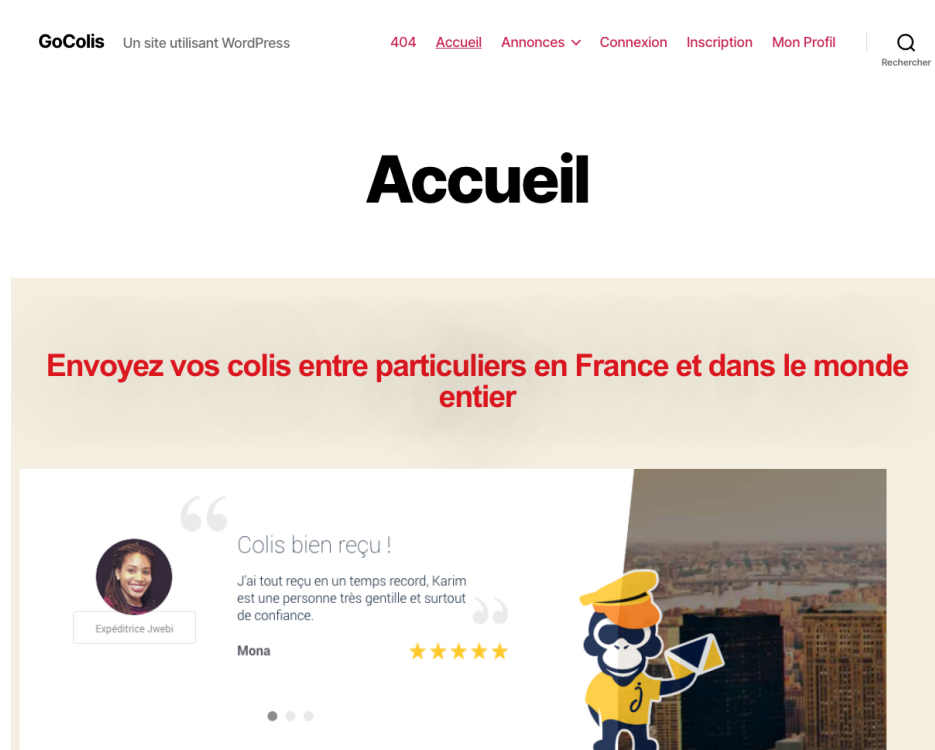 GoColis Un site utilisant WordPress 404 Accueil Annonces Connexion Inscription Mon Profil
Rechercher
Accueil
Envoyez vos colis entre particuliers en France et dans le monde
entier
“
Colis bien reçu !
J'ai tout reçu en un temps record, Karim
est une personne très gentille et surtout
de confiance.
”
Expéditrice Jwebi
Mona
j